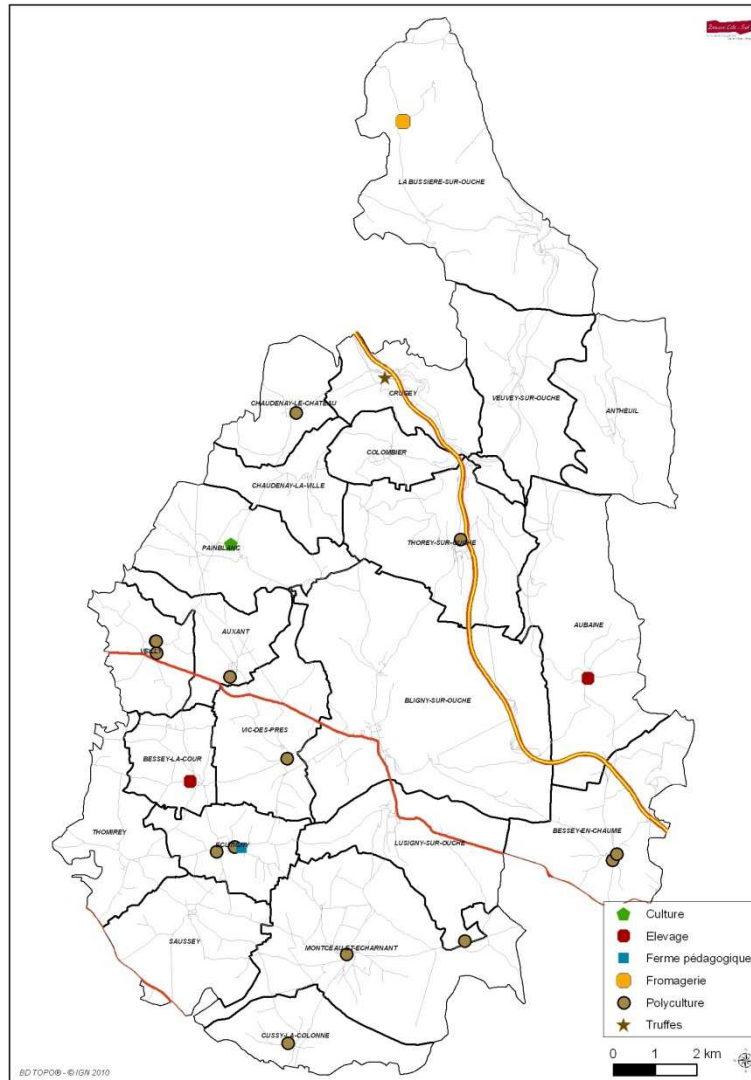 LA BUSSIERE-SUR-OUCHE
CRUGEY
VEUVEY-SUR-OUCHE
CHAUDENAY-LE-CHATEAU
ANTHEUIL
COLOMBIER
CHAUDENAY-LA-VILLE
THOREY-SUR-OUCHE
PAINBLANC
AUBAINE
AUXANT
VEILLY
BLIGNY-SUR-OUCHE
VIC-DES-PRES
BESSEY-LA-COUR
THOMIREY
BESSEY-EN-CHAUME
ECUTIGNY
LUSIGNY-SUR-OUCHE
SAUSSEY
MONTCEAU-ET-ECHARNANT
CUSSY-LA-COLONNE
Culture
Elevage
Ferme pédagogique
Fromagerie
Polyculture
Truffes
0 1 2 km
BD TOPO® - © IGN 2010